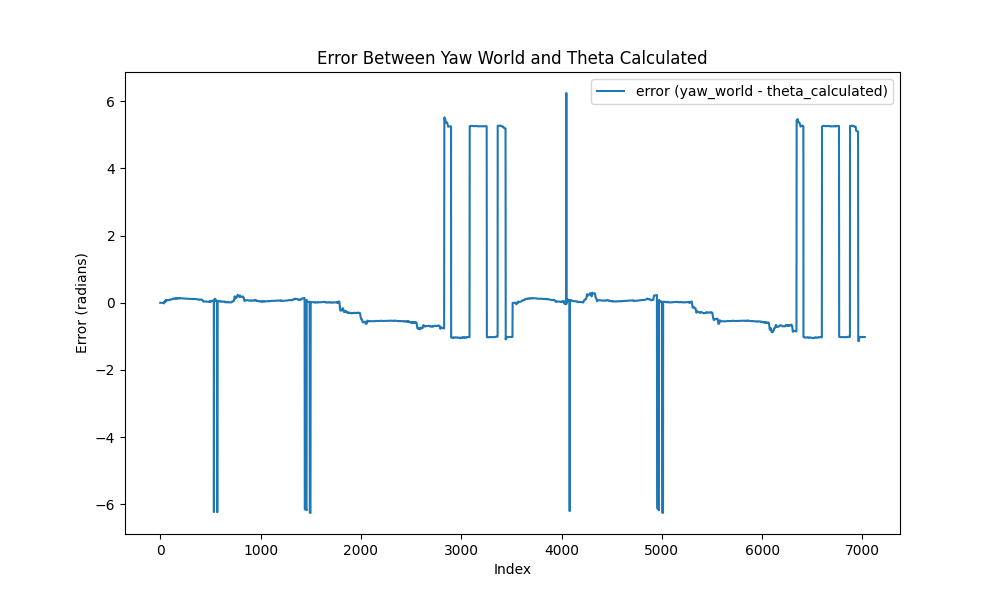 Error Between Yaw World and Theta Calculated
error (yaw_world - theta_calculated)
6
4
2
0
−2
−4
−6
Error (radians)
0 1000 2000 3000 4000 5000 6000 7000
Index